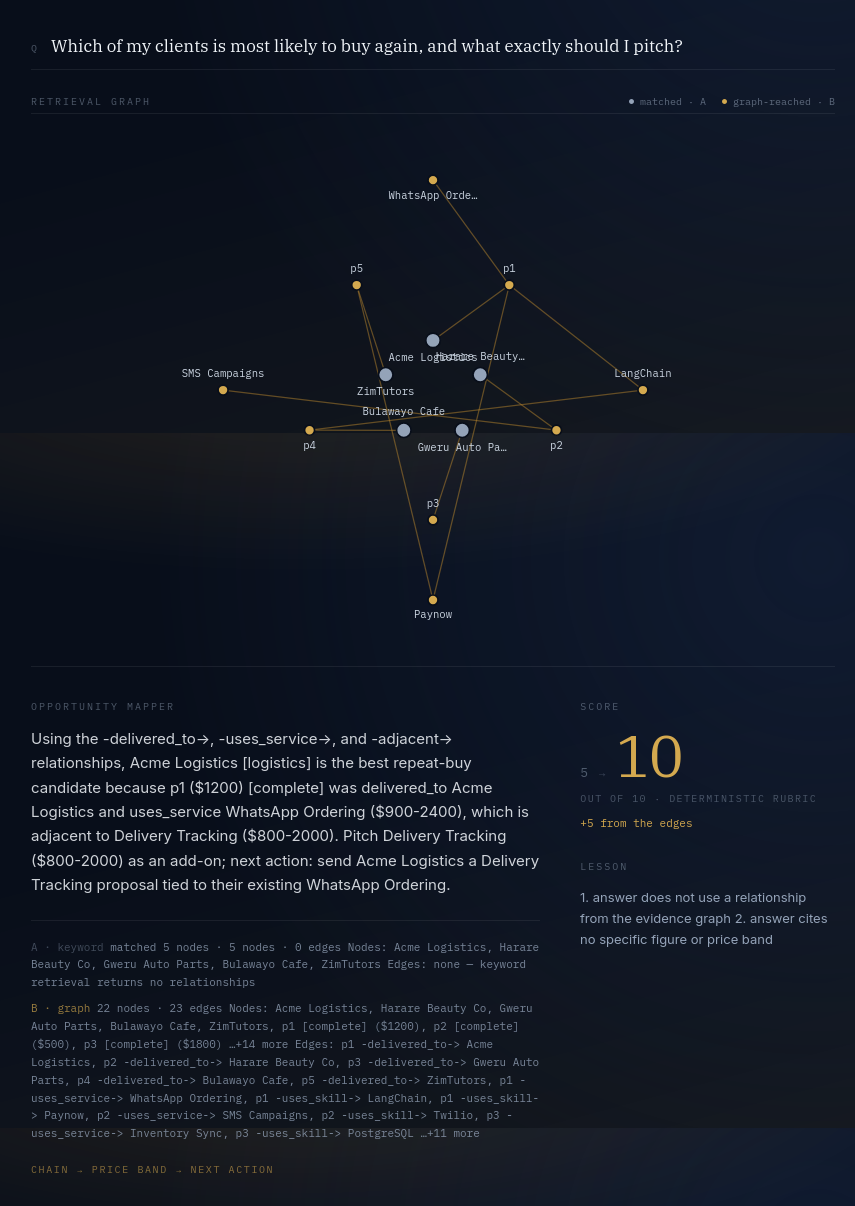 Q Which of my clients is most likely to buy again, and what exactly should I pitch?
RETRIEVAL GRAPH
matched · A graph-reached · B
WhatsApp Orde…
p5
p1
Acme Logistics
Harare Beauty…
SMS Campaigns
LangChain
ZimTutors
Bulawayo Cafe
p4
Gweru Auto Pa…
p2
p3
Paynow
OPPORTUNITY MAPPER
Using the -delivered_to→, -uses_service→, and -adjacent→
relationships, Acme Logistics [logistics] is the best repeat-buy
candidate because p1 ($1200) [complete] was delivered_to Acme
Logistics and uses_service WhatsApp Ordering ($900-2400), which is
adjacent to Delivery Tracking ($800-2000). Pitch Delivery Tracking
($800-2000) as an add-on; next action: send Acme Logistics a Delivery
Tracking proposal tied to their existing WhatsApp Ordering.
A · keyword matched 5 nodes · 5 nodes · 0 edges Nodes: Acme Logistics, Harare
Beauty Co, Gweru Auto Parts, Bulawayo Cafe, ZimTutors Edges: none — keyword
retrieval returns no relationships
B · graph 22 nodes · 23 edges Nodes: Acme Logistics, Harare Beauty Co, Gweru
Auto Parts, Bulawayo Cafe, ZimTutors, p1 [complete] ($1200), p2 [complete]
($500), p3 [complete] ($1800) …+14 more Edges: p1 -delivered_to-> Acme
Logistics, p2 -delivered_to-> Harare Beauty Co, p3 -delivered_to-> Gweru Auto
Parts, p4 -delivered_to-> Bulawayo Cafe, p5 -delivered_to-> ZimTutors, p1 -
uses_service-> WhatsApp Ordering, p1 -uses_skill-> LangChain, p1 -uses_skill-
> Paynow, p2 -uses_service-> SMS Campaigns, p2 -uses_skill-> Twilio, p3 -
uses_service-> Inventory Sync, p3 -uses_skill-> PostgreSQL …+11 more
CHAIN → PRICE BAND → NEXT ACTION
SCORE
5 → 10
OUT OF 10 · DETERMINISTIC RUBRIC
+5 from the edges
LESSON
1. answer does not use a relationship
from the evidence graph 2. answer cites
no specific figure or price band